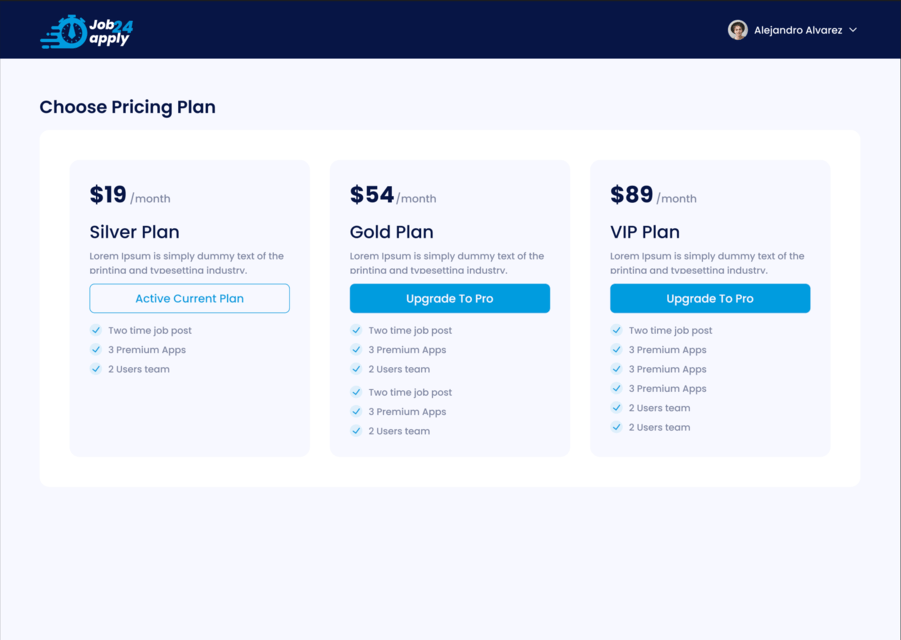 Job24
apply
Alejandro Alvarez
Choose Pricing Plan
$19 /month
Silver Plan
Lorem Ipsum is simply dummy text of the
printing and typesetting industry.
Active Current Plan
Two time job post
3 Premium Apps
2 Users team
$54/month
Gold Plan
Lorem Ipsum is simply dummy text of the
printing and typesetting industry.
Upgrade To Pro
Two time job post
3 Premium Apps
2 Users team
Two time job post
3 Premium Apps
2 Users team
$89/month
VIP Plan
Lorem Ipsum is simply dummy text of the
printing and typesetting industry.
Upgrade To Pro
Two time job post
3 Premium Apps
3 Premium Apps
3 Premium Apps
2 Users team
2 Users team